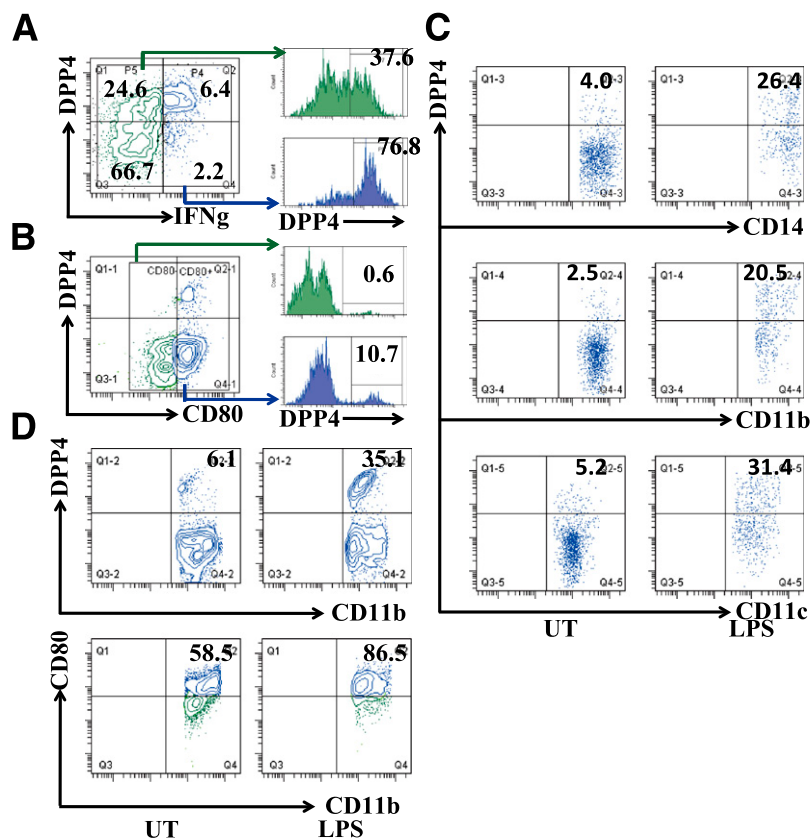 A
DPP4
Q1
P5
P4
Q2
24.6
6.4
66.7
2.2
Q3
Q4
IFNg
Count
37.6
Count
76.8
DPP4
B
DPP4
Q1-1
CD80-
CD80+
Q2-1
Q3-1
Q4-1
CD80
Count
0.6
Count
10.7
DPP4
C
DPP4
Q1-3
4.0
Q3-3
Q4-3
Q1-3
26.4
Q3-3
Q4-3
CD14
Q1-4
2.5
Q2-4
Q3-4
Q4-4
Q1-4
20.5
Q3-4
Q4-4
CD11b
Q1-5
5.2
Q3-5
Q4-5
Q1-5
31.4
Q3-5
Q4-5
CD11c
UT
LPS
D
DPP4
Q1-2
6.1
Q3-2
Q4-2
Q1-2
35.1
Q3-2
Q4-2
CD11b
CD80
Q1
58.5
Q3
Q4
Q1
86.5
Q3
Q4
CD11b
UT
LPS